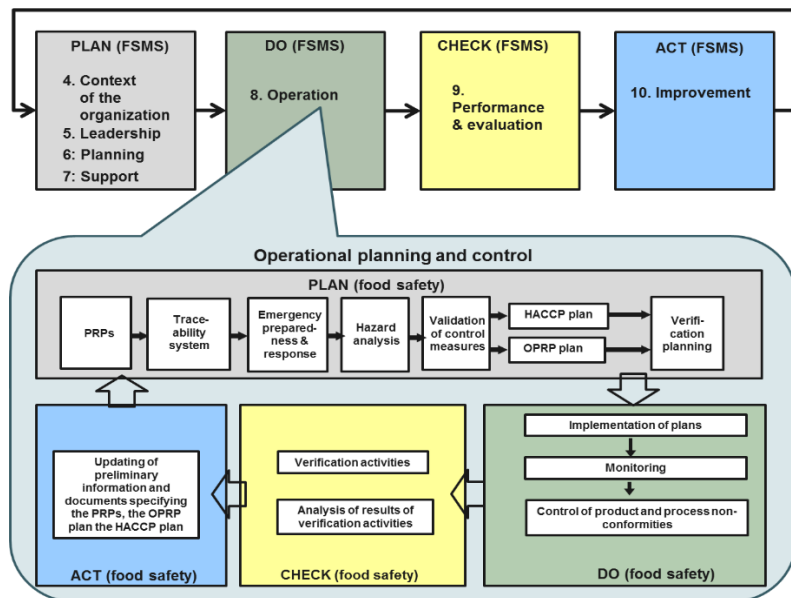 PLAN (FSMS)
4. Context
of the
organization
5. Leadership
6: Planning
7: Support
DO (FSMS)
8. Operation
CHECK (FSMS)
9.
Performance
& evaluation
ACT (FSMS)
10. Improvement
Operational planning and control
PLAN (food safety)
PRPs
Trace-
ability
system
Emergency
prepared-
ness &
response
Hazard
analysis
Validation
of control
measures
HACCP plan
OPRP plan
Verifi-
cation
planning
Updating of
preliminary
information and
documents specifying
the PRPs, the OPRP
plan the HACCP plan
ACT (food safety)
Verification activities
Analysis of results of
verification activities
CHECK (food safety)
Implementation of plans
Monitoring
Control of product and process non-
conformities
DO (food safety)